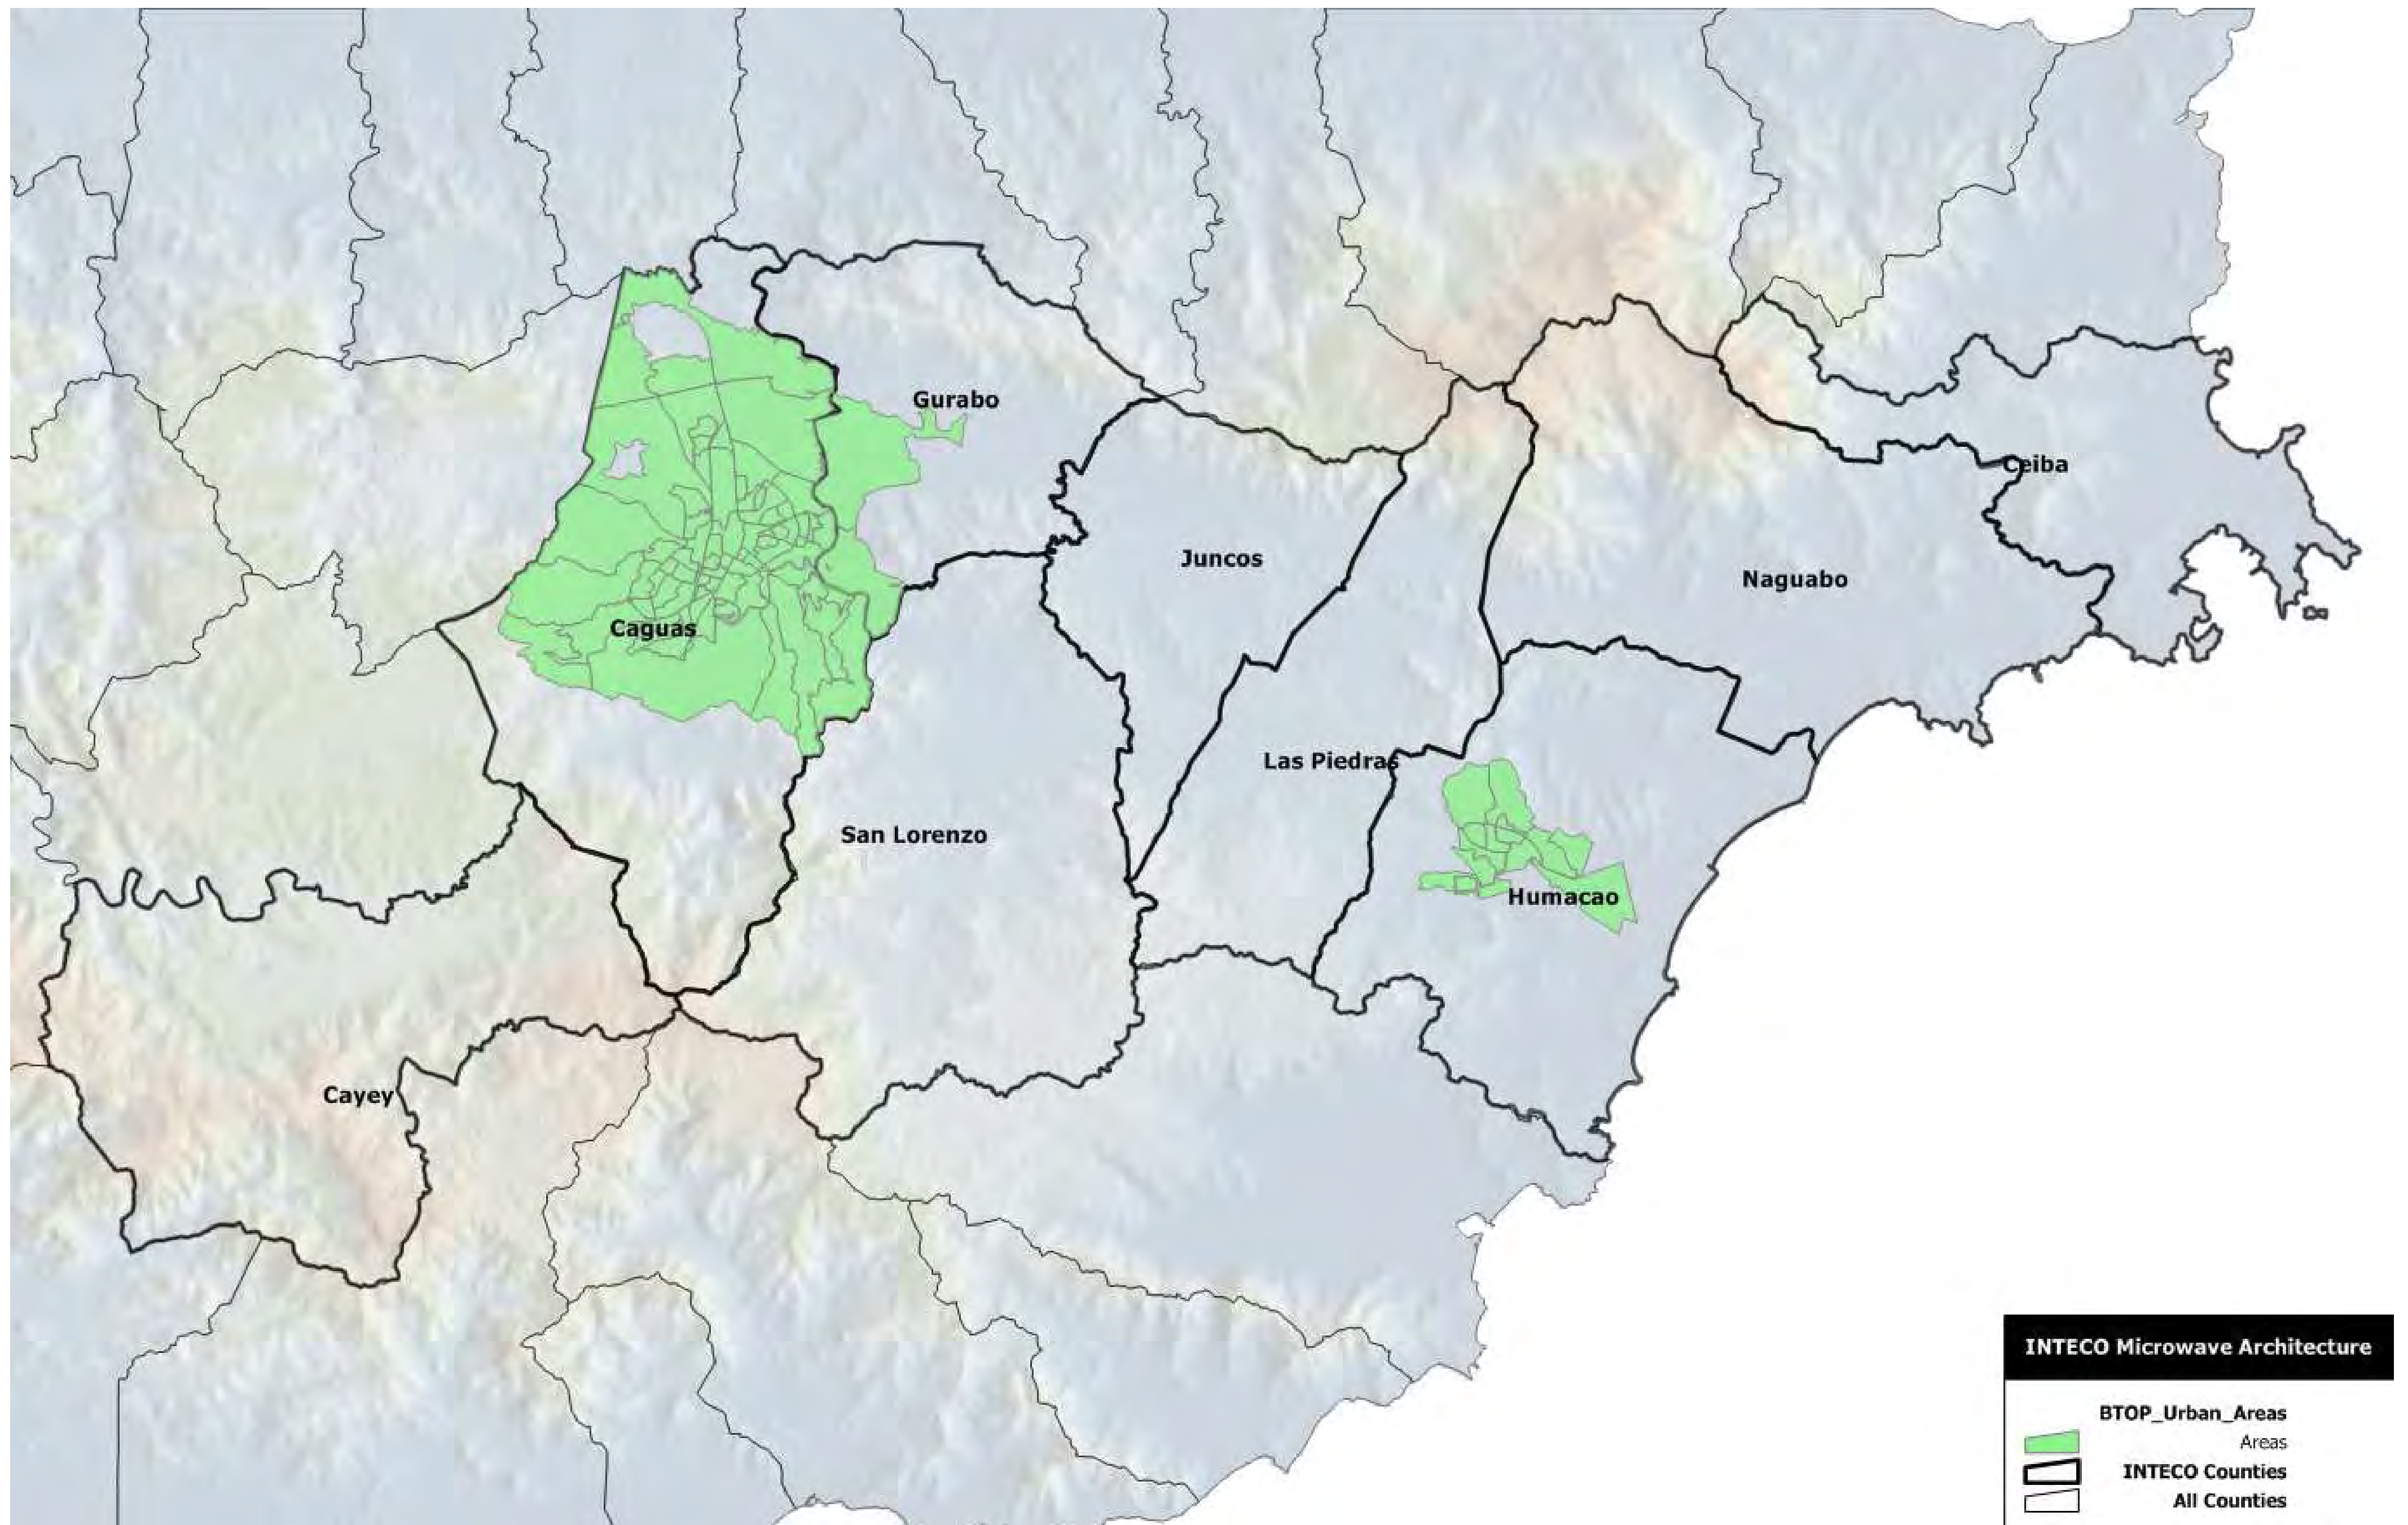 Gurabo
Ceiba
Juncos
Naguabo
Caguas
Las Piedras
San Lorenzo
Humacao
Cayey
INTECO Microwave Architecture
BTOP_Urban_Areas
Areas
INTECO Counties
All Counties